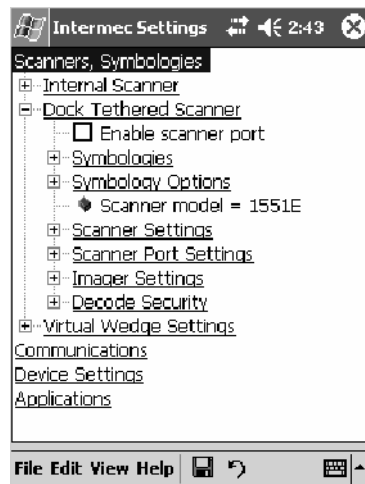 Intermec Settings 2:43
Scanners, Symbologies
Internal Scanner
Dock Tethered Scanner
Enable scanner port
Symbologies
Symbology Options
Scanner model = 1551E
Scanner Settings
Scanner Port Settings
Imager Settings
Decode Security
Virtual Wedge Settings
Communications
Device Settings
Applications
File Edit View Help